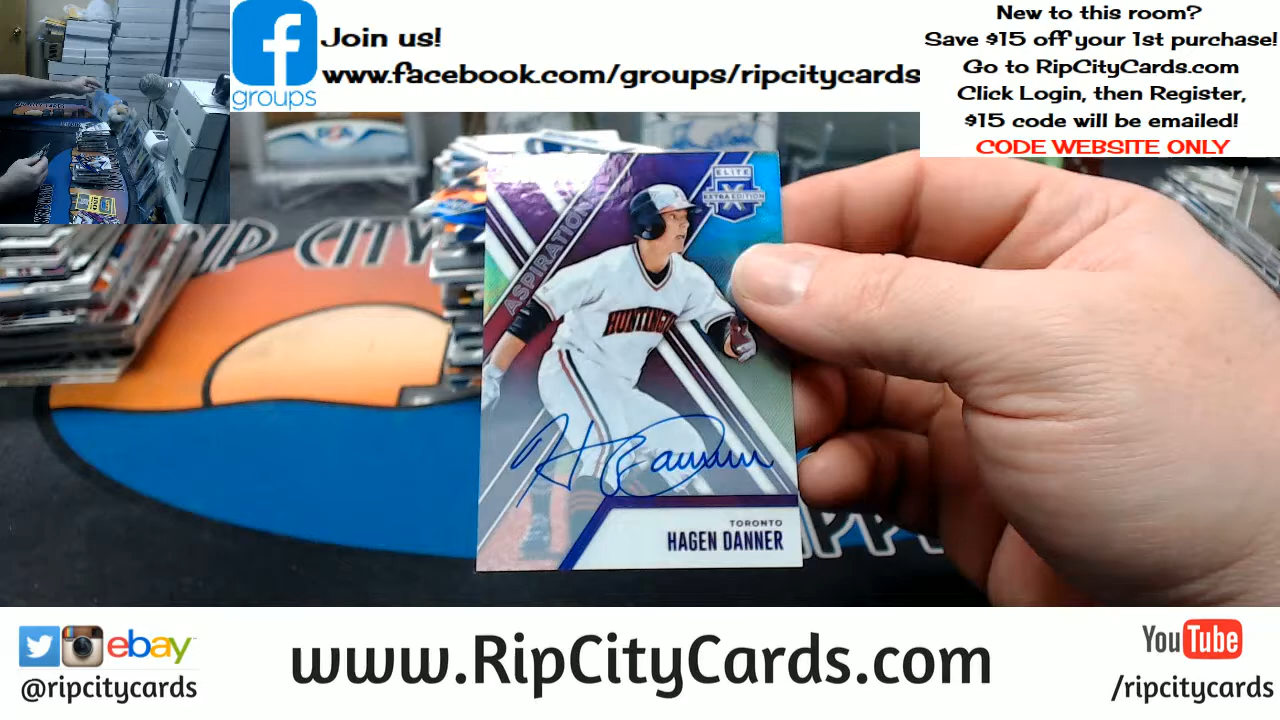 Join us!
www.facebook.com/groups/ripcitycards
groups
New to this room?
Save $15 off your 1st purchase!
Go to RipCityCards.com
Click Login, then Register,
$15 code will be emailed!
CODE WEBSITE ONLY
RIP CITY
ELITE
X
EXTRA EDITION
ASPIRATION
TORONTO
HAGEN DANNER
ebay
@ripcitycards
www.RipCityCards.com
YouTube
/ripcitycards